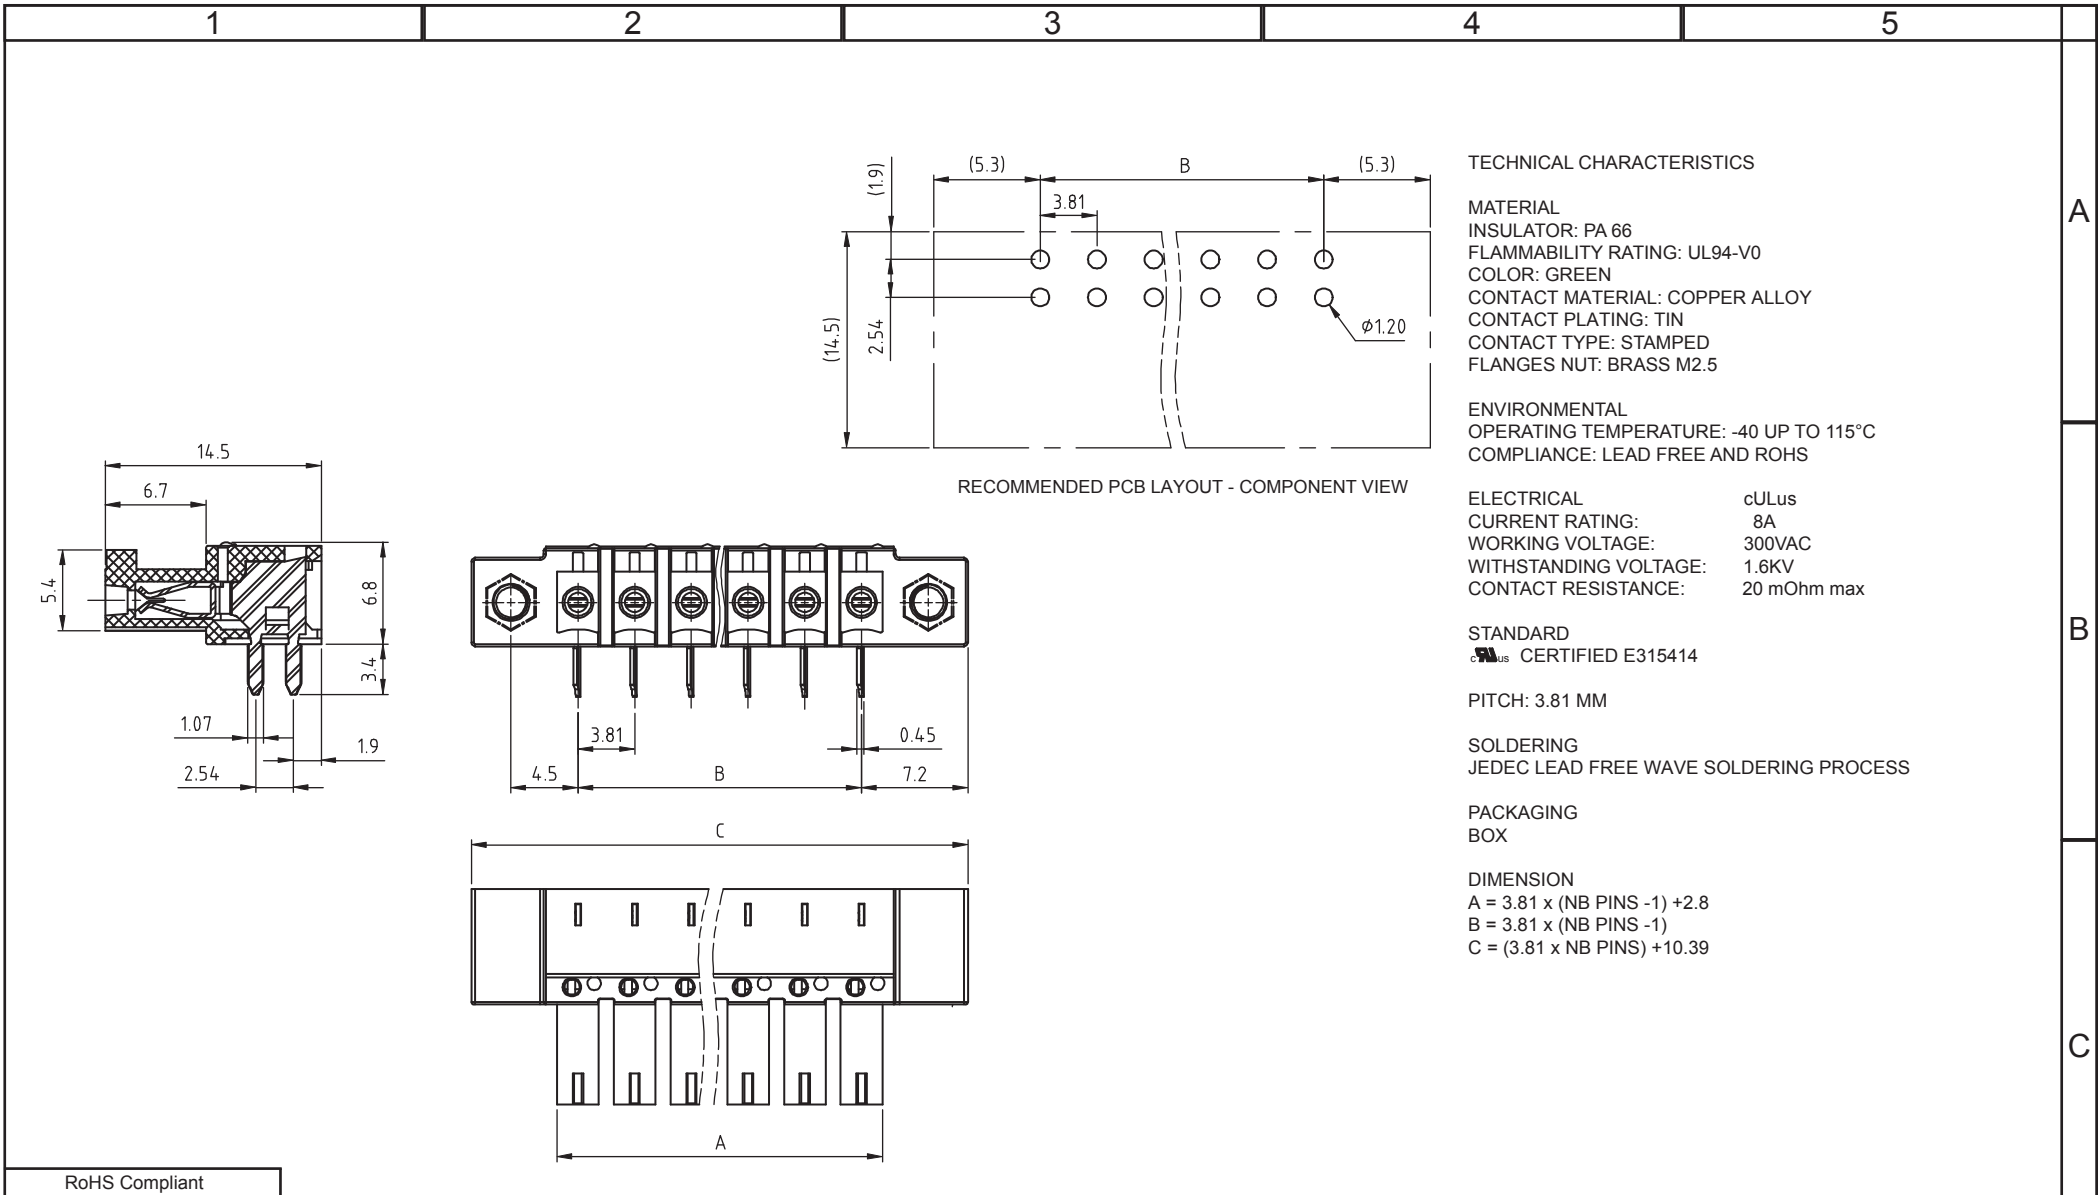 1 2 3 4 5
A
B
C
(5.3) B (5.3)
(1.9)
3.81
2.54
(14.5)
ø1.20
RECOMMENDED PCB LAYOUT - COMPONENT VIEW
14.5
6.7
5.4
6.8
3.4
1.07
1.9
2.54
3.81
0.45
4.5 B 7.2
C
A
TECHNICAL CHARACTERISTICS
MATERIAL
INSULATOR: PA 66
FLAMMABILITY RATING: UL94-V0
COLOR: GREEN
CONTACT MATERIAL: COPPER ALLOY
CONTACT PLATING: TIN
CONTACT TYPE: STAMPED
FLANGES NUT: BRASS M2.5
ENVIRONMENTAL
OPERATING TEMPERATURE: -40 UP TO 115°C
COMPLIANCE: LEAD FREE AND ROHS
ELECTRICAL cULus
CURRENT RATING: 8A
WORKING VOLTAGE: 300VAC
WITHSTANDING VOLTAGE: 1.6KV
CONTACT RESISTANCE: 20 mOhm max
STANDARD
c us CERTIFIED E315414
PITCH: 3.81 MM
SOLDERING
JEDEC LEAD FREE WAVE SOLDERING PROCESS
PACKAGING
BOX
DIMENSION
A = 3.81 x (NB PINS -1) +2.8
B = 3.81 x (NB PINS -1)
C = (3.81 x NB PINS) +10.39
RoHS Compliant